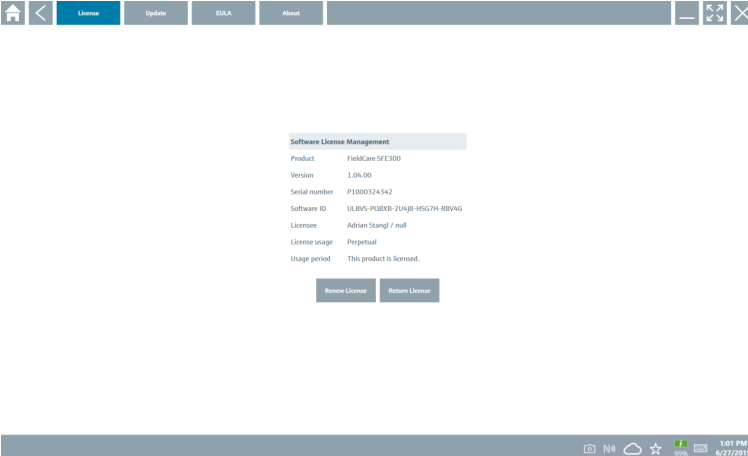 License Update EULA About
Software License Management
Product FieldCare SFE300
Version 1.04.00
Serial number P1000324342
Software ID ULBVS-PQBXB-2U4JB-HSG7H-RBV4G
Licensee Adrian Stangl / null
License usage Perpetual
Usage period This product is licensed.
Renew License Return License
99%
1:01 PM